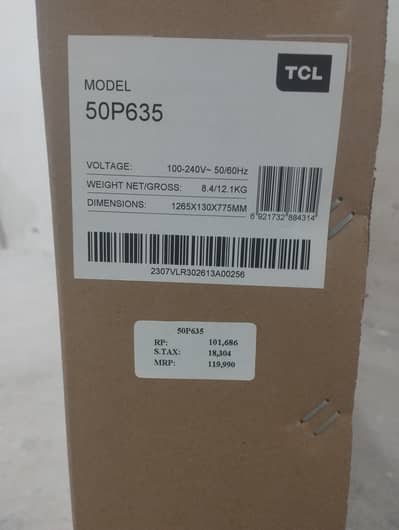 TCL
MODEL
50P635
VOLTAGE: 100-240V~ 50/60Hz
WEIGHT NET/GROSS: 8.4/12.1KG
DIMENSIONS: 1265X130X775MM
6 921732 884314
2307VLR302613A00256
50P635
RP: 101,686
S.TAX: 18,304
MRP: 119,990